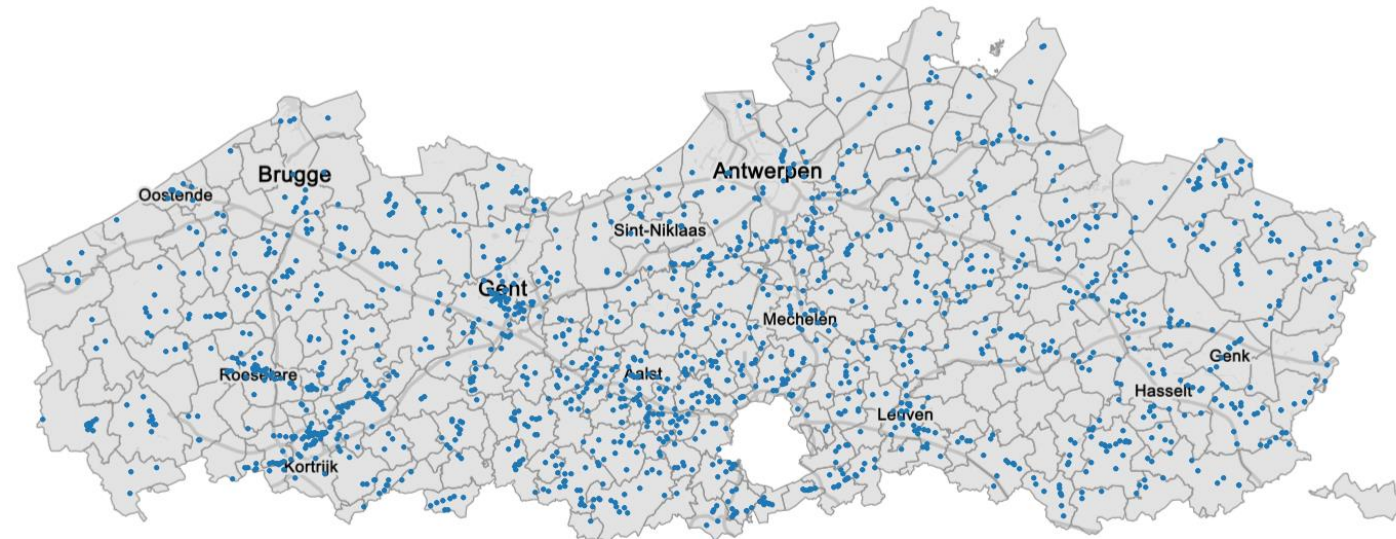 Antwerpen
Brugge
Oostende
Sint-Niklaas
Gent
Mechelen
Aalst
Genk
Roeselare
Hasselt
Leuven
Kortrijk